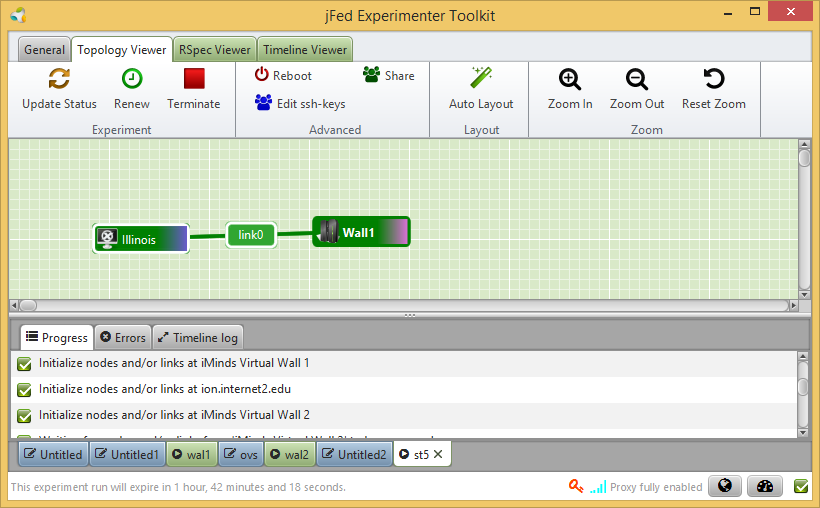 jFed Experimenter Toolkit
General Topology Viewer RSpec Viewer Timeline Viewer
Update Status Renew Terminate Reboot Share Edit ssh-keys Auto Layout Zoom In Zoom Out Reset Zoom
Experiment Advanced Layout Zoom
Illinois link0 Wall1
Progress Errors Timeline log
Initialize nodes and/or links at iMinds Virtual Wall 1
Initialize nodes and/or links at ion.internet2.edu
Initialize nodes and/or links at iMinds Virtual Wall 2
Untitled Untitled1 wal1 ovs wal2 Untitled2 st5
This experiment run will expire in 1 hour, 42 minutes and 18 seconds. Proxy fully enabled